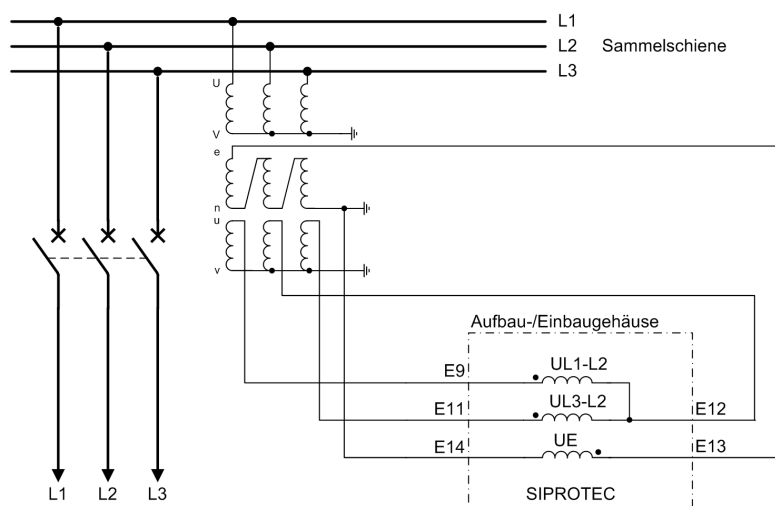 L1
L2 Sammelschiene
L3
U
V
e
n
u
v
Aufbau-/Einbaugehäuse
E9 UL1-L2
E11 UL3-L2 E12
E14 UE E13
L1 L2 L3 SIPROTEC